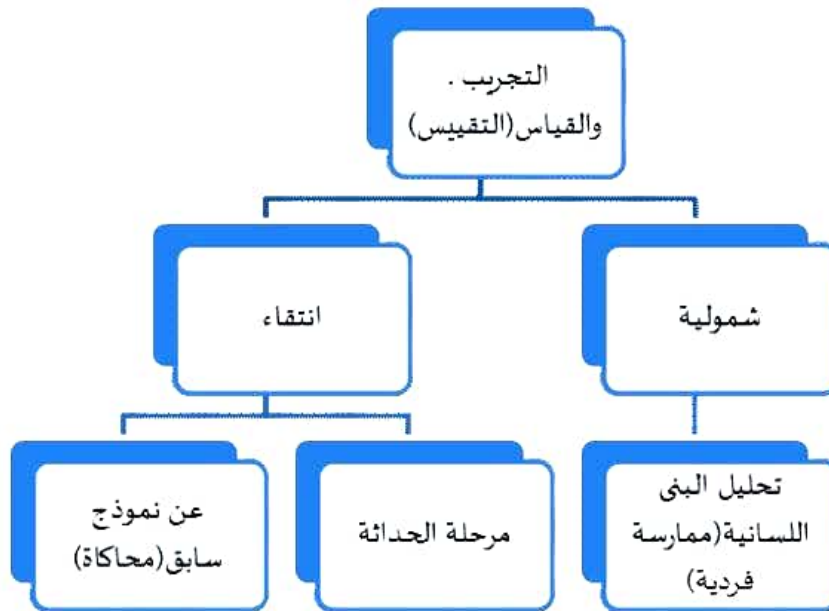 التجريب .
والقياس(التقييس)
شمولية
انتقاء
تحليل البنى
اللسانية(ممارسة
فردية)
مرحلة الحداثة
عن نموذج
سابق(محاكاة)